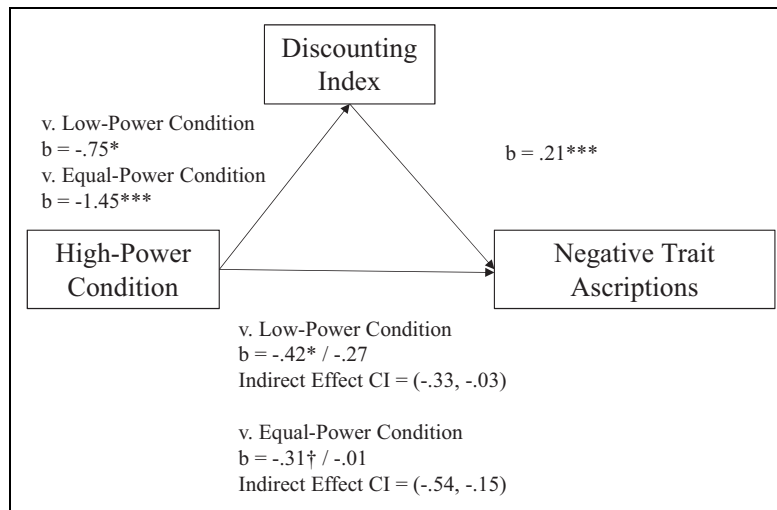 Discounting
Index
v. Low-Power Condition
b = -.75*
v. Equal-Power Condition
b = -1.45***
b = .21***
High-Power
Condition
Negative Trait
Ascriptions
v. Low-Power Condition
b = -.42* / -.27
Indirect Effect CI = (-.33, -.03)
v. Equal-Power Condition
b = -.31† / -.01
Indirect Effect CI = (-.54, -.15)